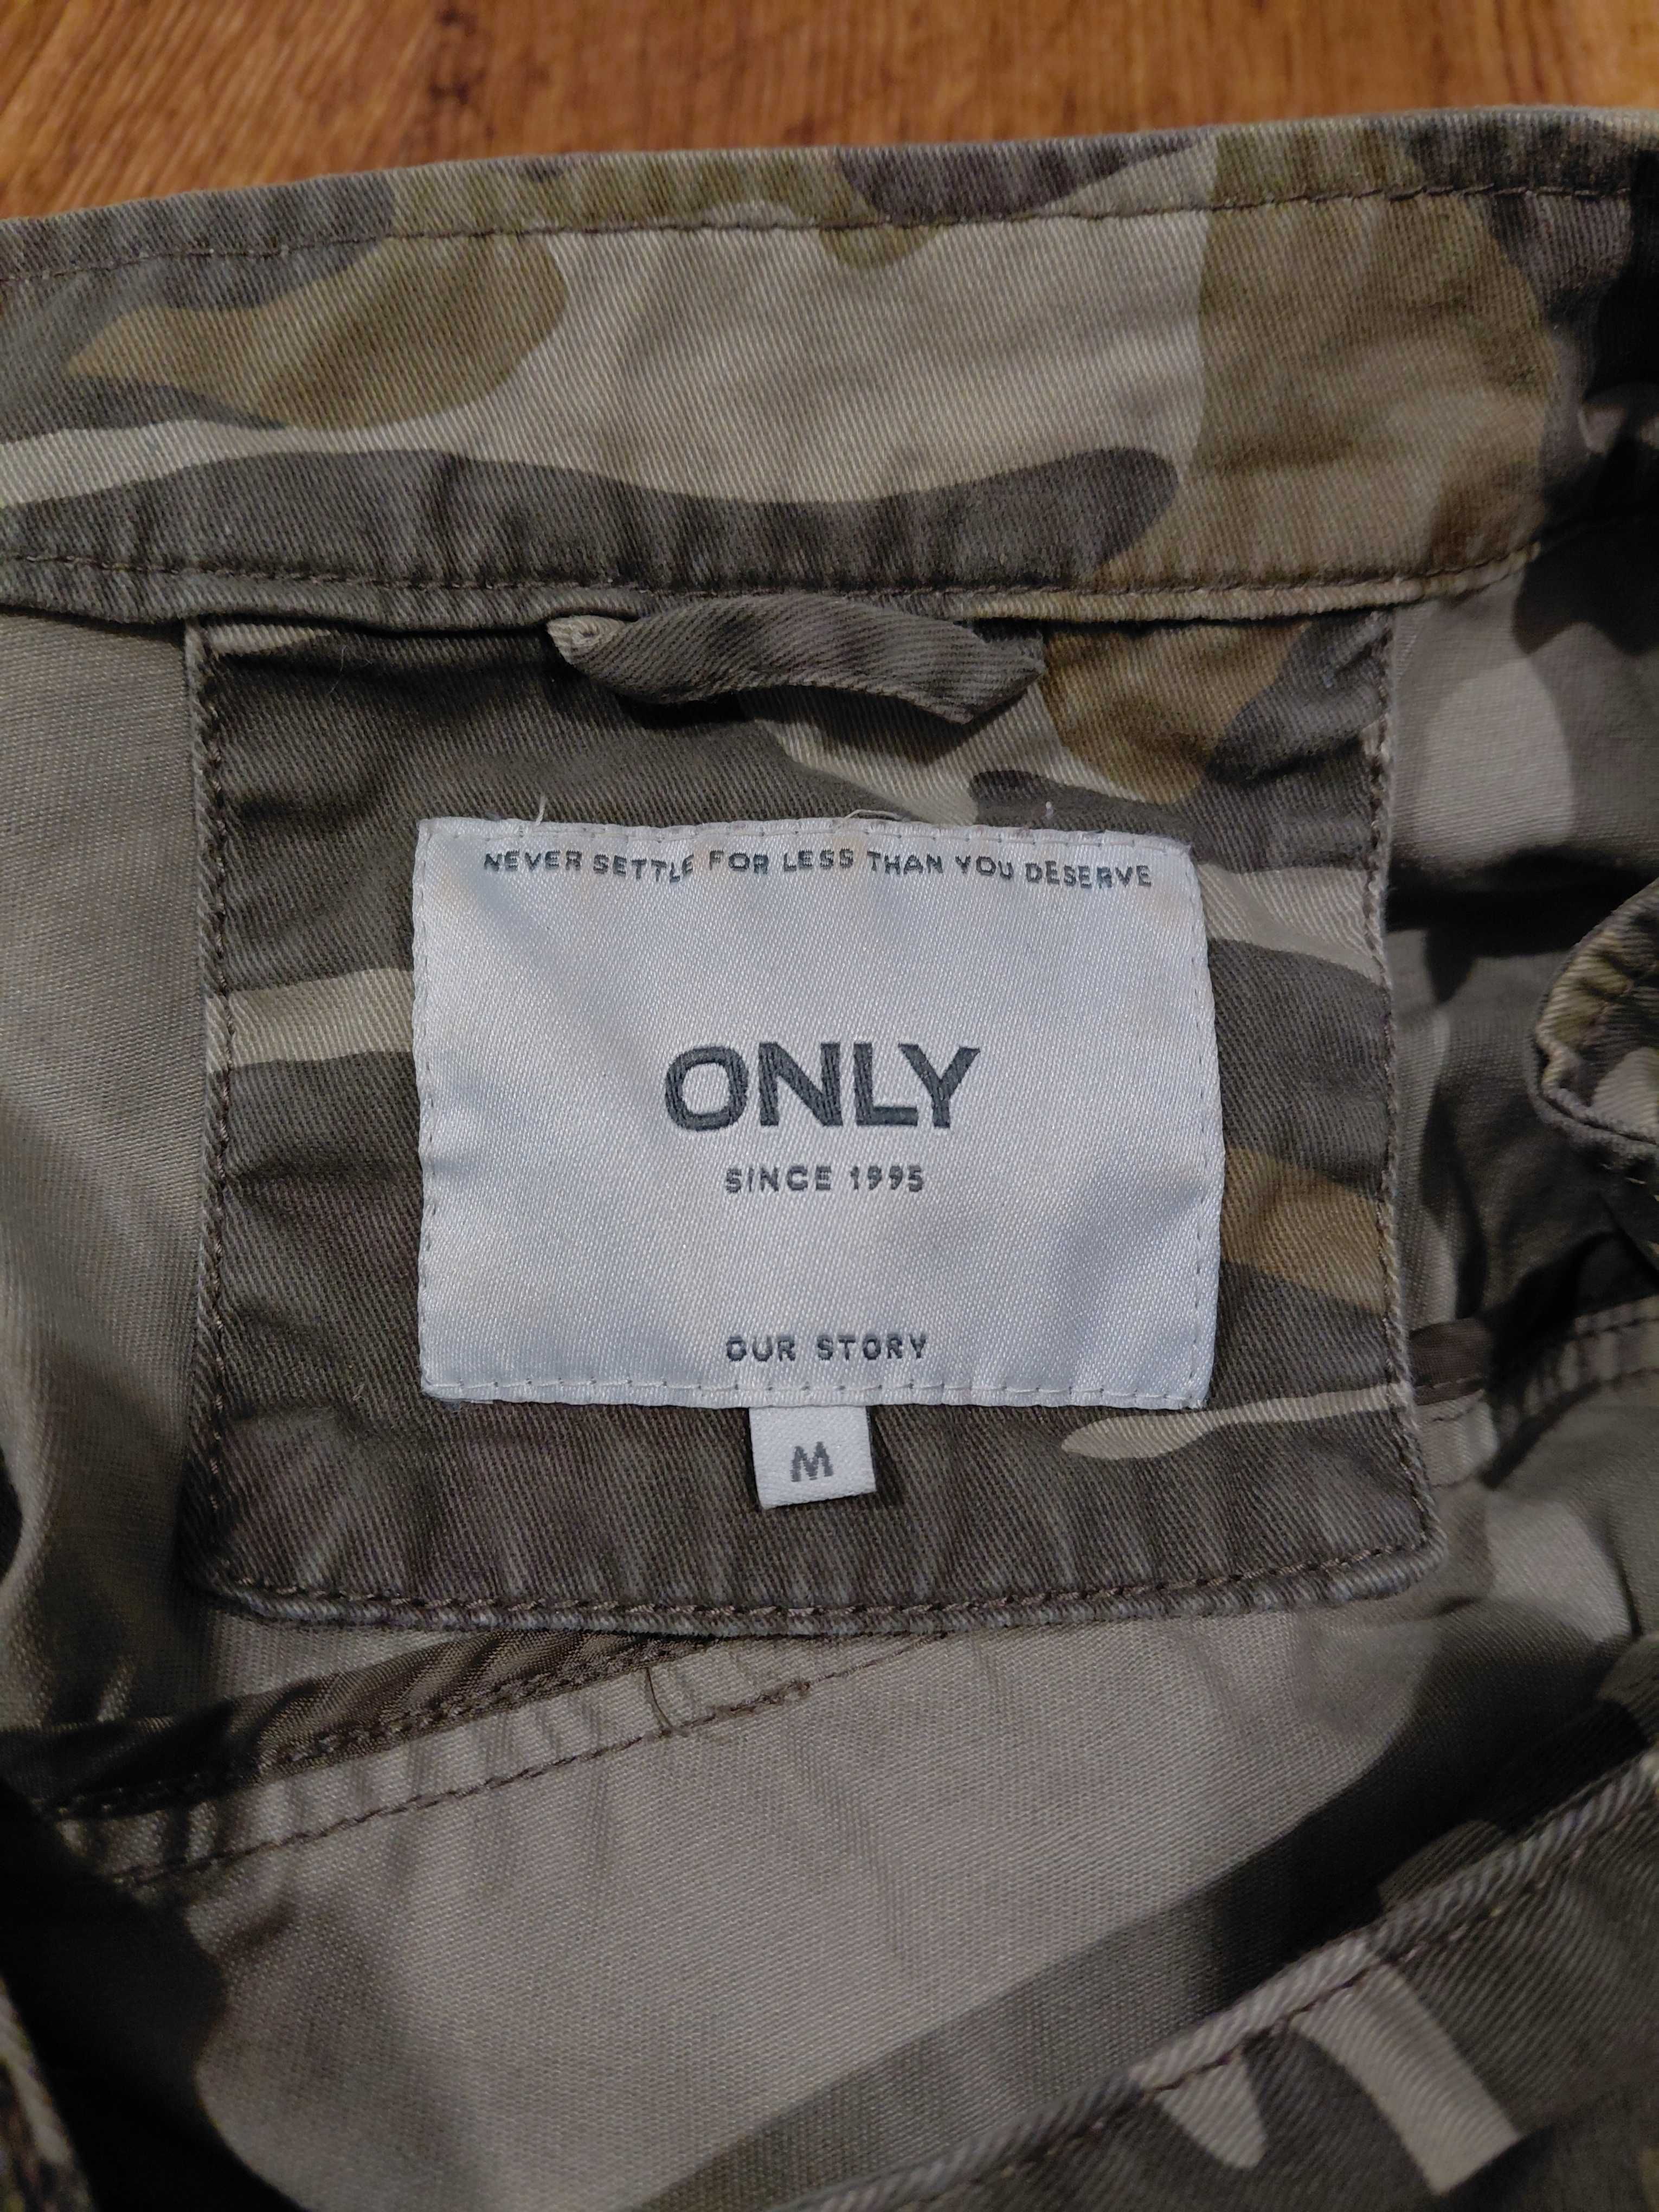 NEVER SETTLE FOR LESS THAN YOU DESERVE
ONLY
SINCE 1995
OUR STORY
M